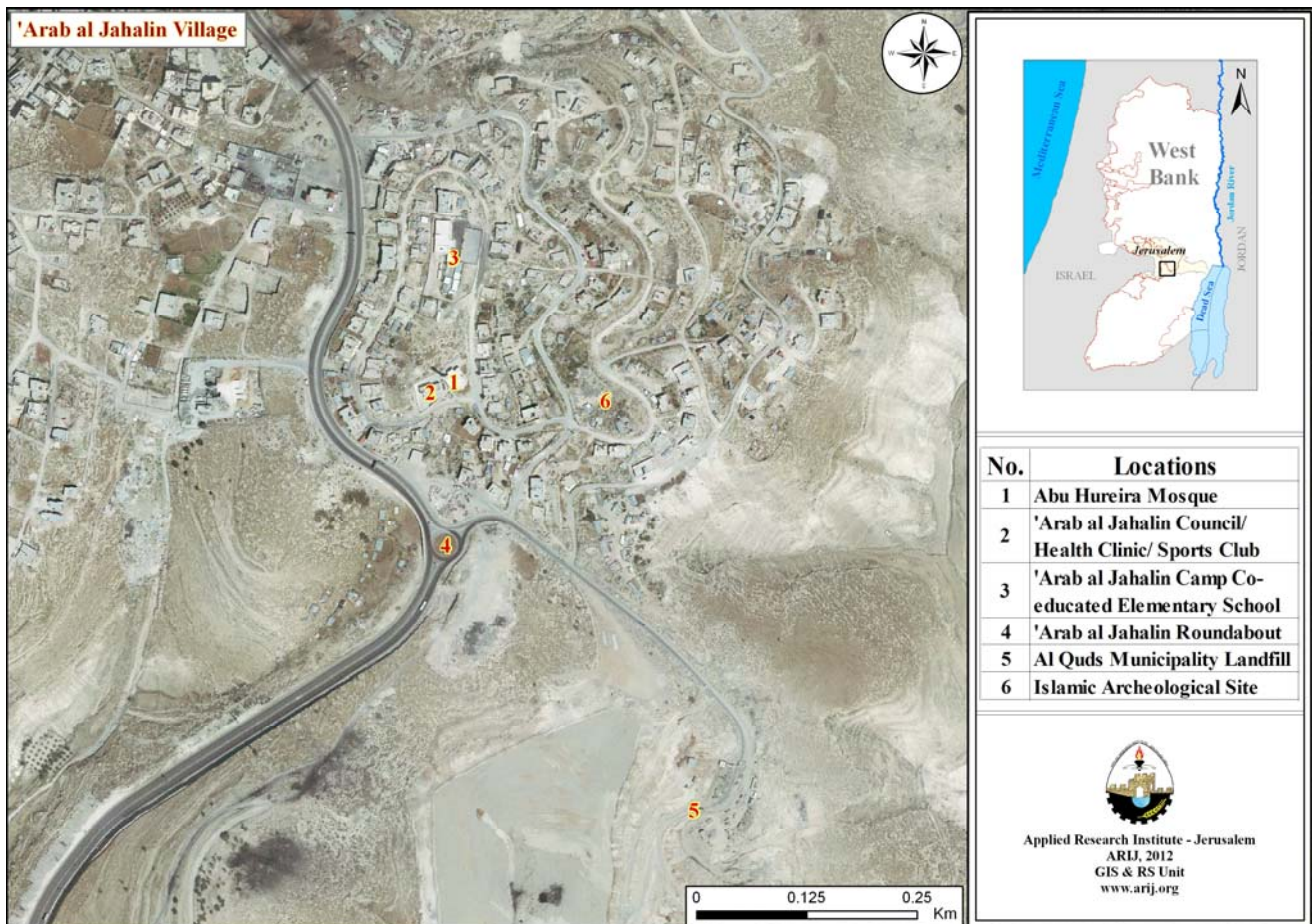 'Arab al Jahalin Village
N
W
E
S
3
1
2
6
4
5
0
0.125
0.25
Km
N
Mediterranean Sea
West
Bank
Jordan River
Jerusalem
ISRAEL
JORDAN
Dead Sea
No. Locations
1 Abu Hureira Mosque
2 'Arab al Jahalin Council/
Health Clinic/ Sports Club
3 'Arab al Jahalin Camp Co-
educated Elementary School
4 'Arab al Jahalin Roundabout
5 Al Quds Municipality Landfill
6 Islamic Archeological Site
Applied Research Institute - Jerusalem
ARIJ, 2012
GIS & RS Unit
www.arij.org